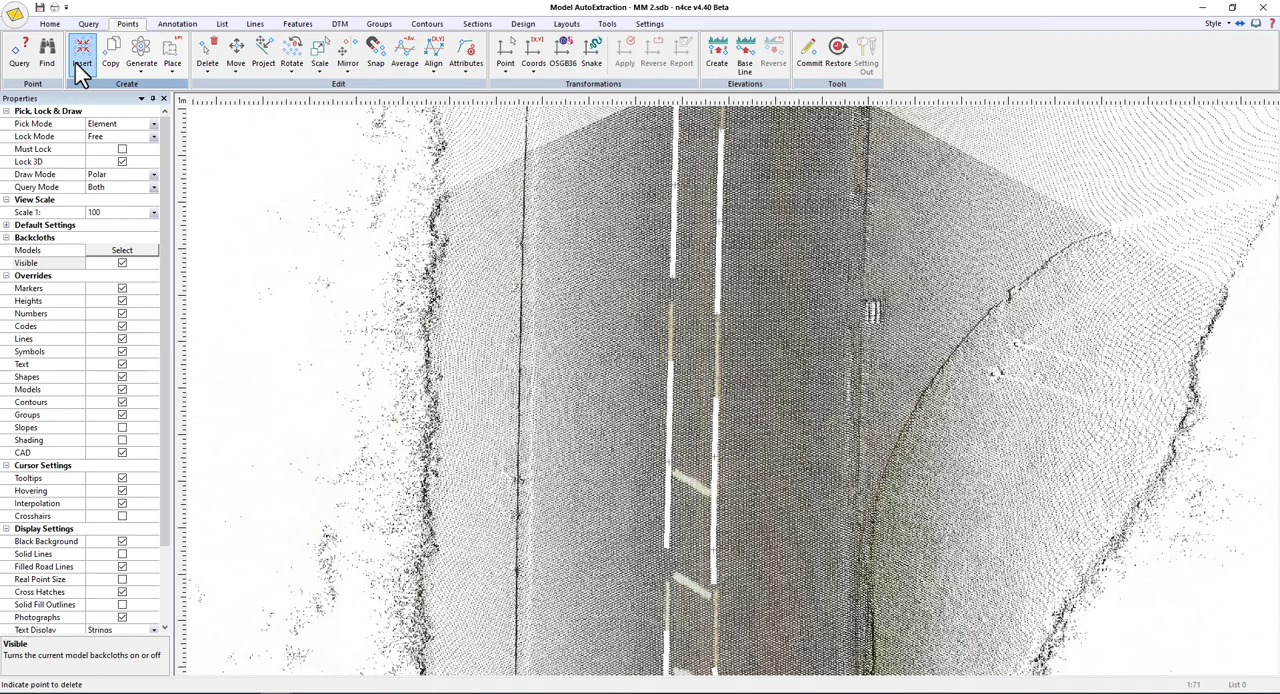 Model AutoExtraction - MM 2.sdb - n4ce v4.40 Beta
Home Query Points Annotation List Lines Features DTM Groups Contours Sections Design Layouts Tools Settings Style
Query Find Insert Copy Generate Place Delete Move Project Rotate Scale Mirror Snap Average Align Attributes Point Coords OSGB36 Snake Apply Reverse Report Create Base Line Reverse Commit Restore Setting Out
Point Create Edit Transformations Elevations Tools
Properties
1m
Pick, Lock & Draw
Pick Mode Element
Lock Mode Free
Must Lock
Lock 3D
Draw Mode Polar
Query Mode Both
View Scale
Scale 1: 100
Default Settings
Backcloths
Models Select
Visible
Overrides
Markers
Heights
Numbers
Codes
Lines
Symbols
Text
Shapes
Models
Contours
Groups
Slopes
Shading
CAD
Cursor Settings
Tooltips
Hovering
Interpolation
Crosshairs
Display Settings
Black Background
Solid Lines
Filled Road Lines
Real Point Size
Cross Hatches
Solid Fill Outlines
Photographs
Text Display Strings
Visible
Turns the current model backcloths on or off
Indicate point to delete
1:71 List 0